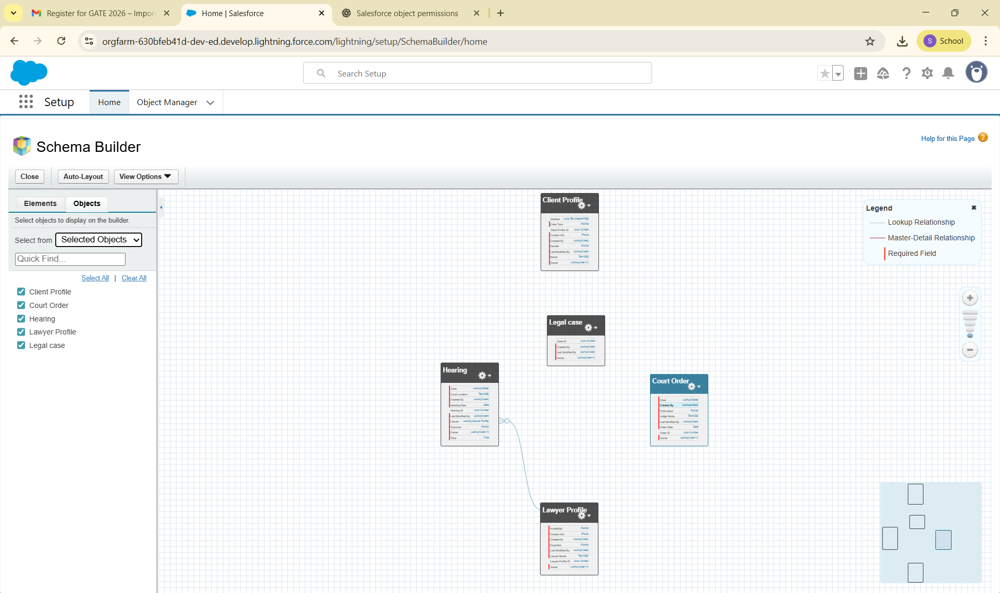 Register for GATE 2026 – Impor
Home | Salesforce
Salesforce object permissions
orgfarm-630bfeb41d-dev-ed.develop.lightning.force.com/lightning/setup/SchemaBuilder/home
S School
Search Setup
Setup
Home
Object Manager
Schema Builder
Help for this Page
Close
Auto-Layout
View Options
Elements
Objects
Select objects to display on the builder.
Select from Selected Objects
Quick Find...
Select All | Clear All
Client Profile
Court Order
Hearing
Lawyer Profile
Legal case
Client Profile
Address Long Text Area(32768)
Case Type Picklist
Client Profile ID Auto Number
Contact Info Phone
Created By Lookup(User)
Gender Picklist
Last Modified By Lookup(User)
Name Text(255)
Owner Lookup(User+1)
Legal case
Case ID Auto Number
Created By Lookup(User)
Last Modified By Lookup(User)
Owner Lookup(User+1)
Hearing
Case Lookup(Case)
Court Location Text(255)
Created By Lookup(User)
Hearing Date Date
Hearing ID Auto Number
Last Modified By Lookup(User)
Lawyer Lookup(Lawyer Profile)
Outcome Picklist
Owner Lookup(User+1)
Time Time
Court Order
Case Lookup(Case)
Created By Lookup(User)
Final status Picklist
Judge Name Text(255)
Last Modified By Lookup(User)
Order Date Date
Order ID Auto Number
Owner Lookup(User+1)
Lawyer Profile
Availability Picklist
Contact Info Phone
Created By Lookup(User)
Expertise Picklist
Last Modified By Lookup(User)
Lawyer Name Text(255)
Lawyer Profile ID Auto Number
Owner Lookup(User+1)
Legend
Lookup Relationship
Master-Detail Relationship
Required Field